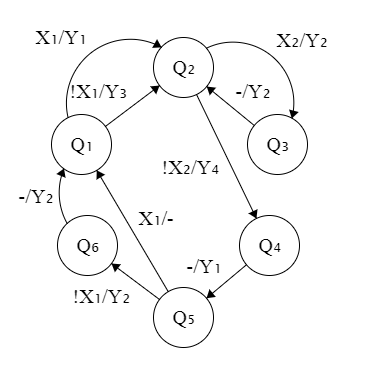 X1/Y1
X2/Y2
Q2
!X1/Y3
-/Y2
Q1
Q3
!X2/Y4
-/Y2
X1/-
Q6
Q4
-/Y1
!X1/Y2
Q5